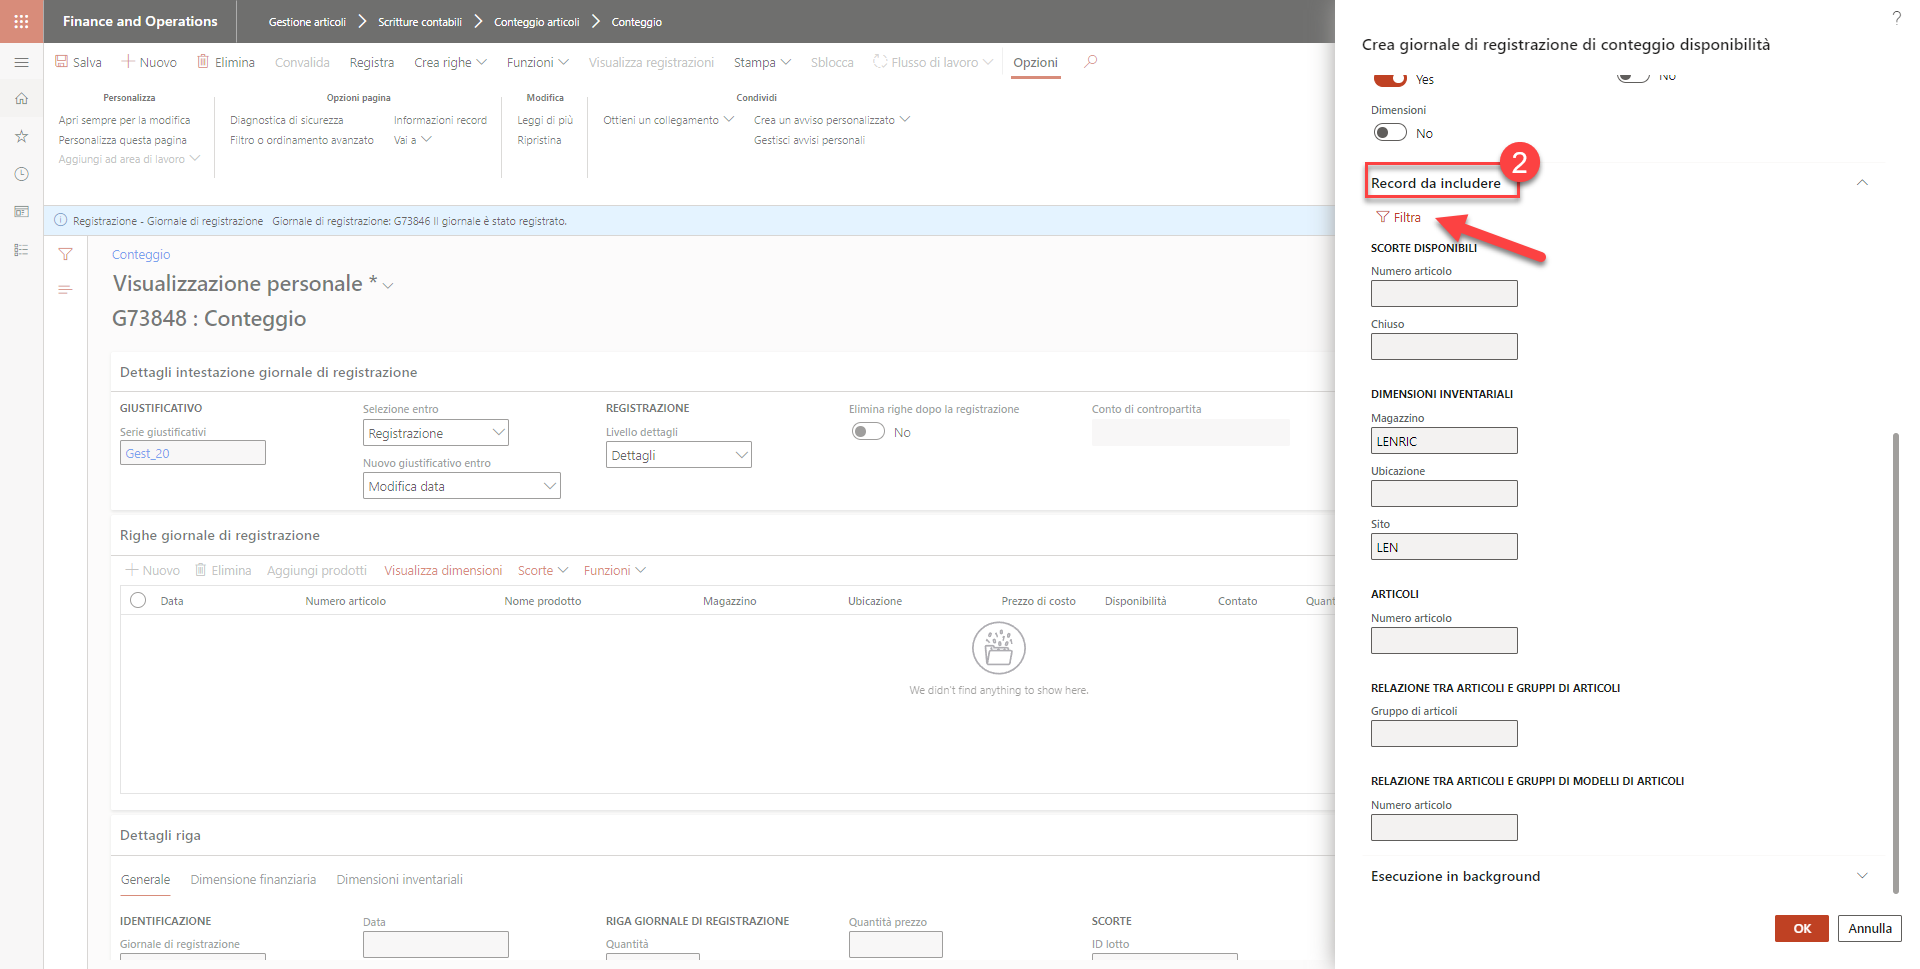 Finance and Operations
Gestione articoli
Scritture contabili
Conteggio articoli
Conteggio
?
Salva
Nuovo
Elimina
Convalida
Registra
Crea righe
Funzioni
Visualizza registrazioni
Stampa
Sblocca
Flusso di lavoro
Opzioni
Personalizza
Apri sempre per la modifica
Personalizza questa pagina
Aggiungi ad area di lavoro
Opzioni pagina
Diagnostica di sicurezza
Filtro o ordinamento avanzato
Informazioni record
Vai a
Modifica
Leggi di più
Ripristina
Condividi
Ottieni un collegamento
Crea un avviso personalizzato
Gestisci avvisi personali
Registrazione - Giornale di registrazione Giornale di registrazione: G73846 Il giornale è stato registrato.
Conteggio
Visualizzazione personale *
G73848 : Conteggio
Dettagli intestazione giornale di registrazione
GIUSTIFICATIVO
Serie giustificativi
Gest_20
Selezione entro
Registrazione
Nuovo giustificativo entro
Modifica data
REGISTRAZIONE
Livello dettagli
Dettagli
Elimina righe dopo la registrazione
No
Conto di contropartita
Righe giornale di registrazione
Nuovo
Elimina
Aggiungi prodotti
Visualizza dimensioni
Scorte
Funzioni
Data
Numero articolo
Nome prodotto
Magazzino
Ubicazione
Prezzo di costo
Disponibilità
Contato
Quant
We didn't find anything to show here.
Dettagli riga
Generale
Dimensione finanziaria
Dimensioni inventariali
IDENTIFICAZIONE
Giornale di registrazione
Data
RIGA GIORNALE DI REGISTRAZIONE
Quantità
Quantità prezzo
SCORTE
ID lotto
Crea giornale di registrazione di conteggio disponibilità
Yes
No
Dimensioni
No
Record da includere
2
Filtra
SCORTE DISPONIBILI
Numero articolo
Chiuso
DIMENSIONI INVENTARIALI
Magazzino
LENRIC
Ubicazione
Sito
LEN
ARTICOLI
Numero articolo
RELAZIONE TRA ARTICOLI E GRUPPI DI ARTICOLI
Gruppo di articoli
RELAZIONE TRA ARTICOLI E GRUPPI DI MODELLI DI ARTICOLI
Numero articolo
Esecuzione in background
OK
Annulla